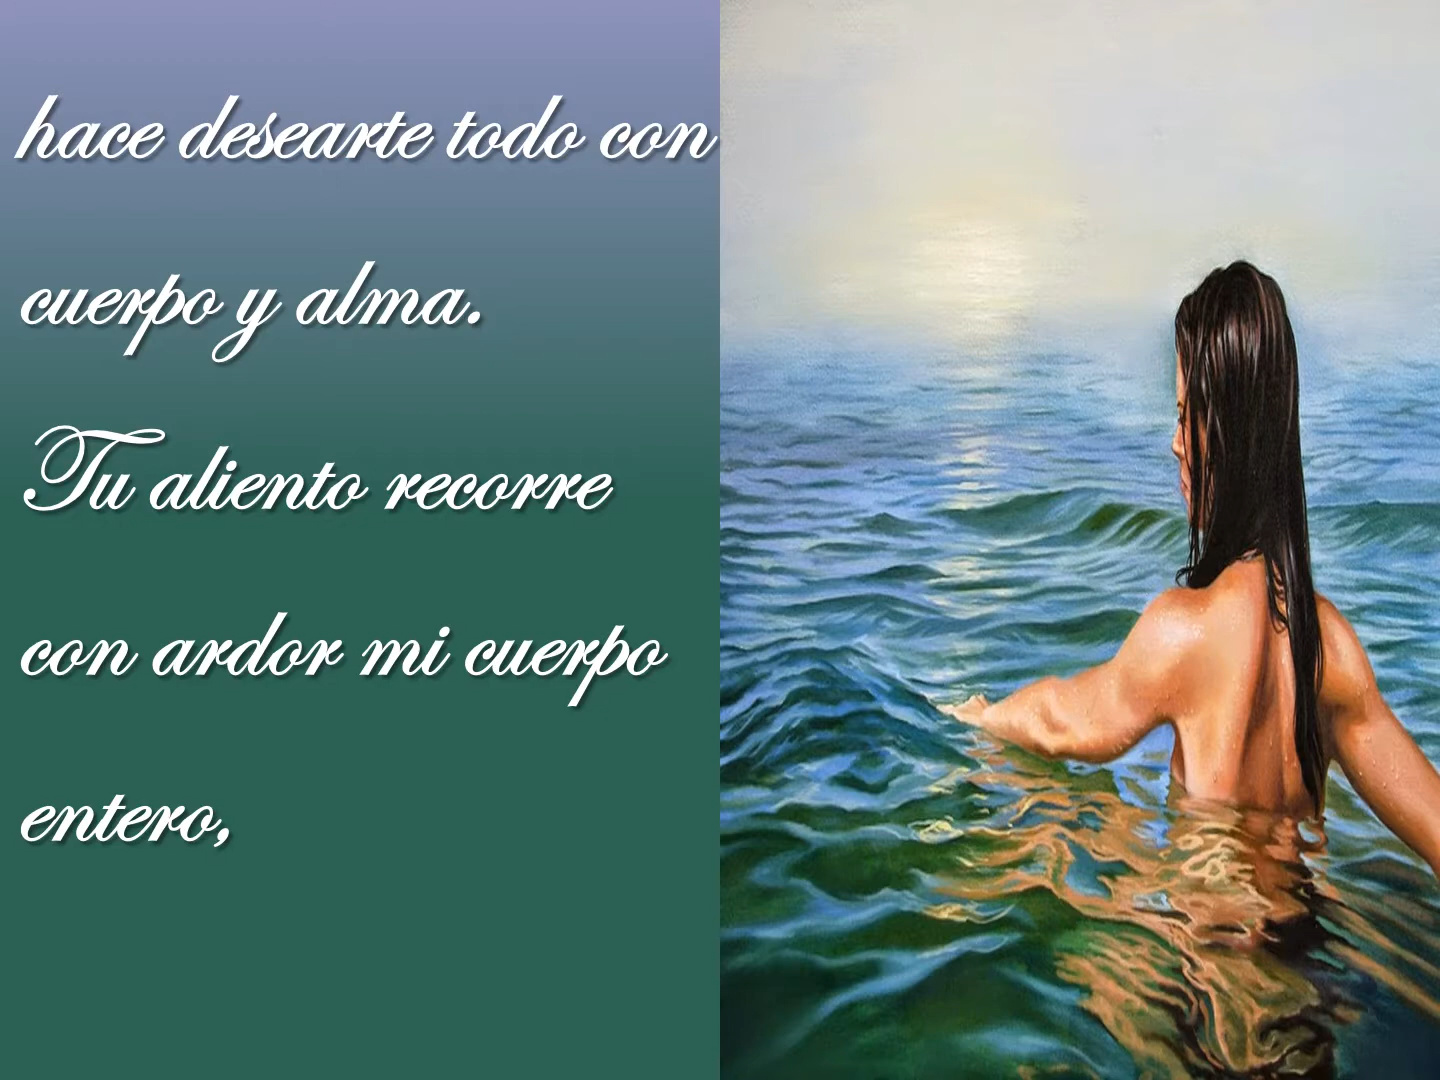 hace desearte todo con
cuerpo y alma.
Tu aliento recorre
con ardor mi cuerpo
entero,